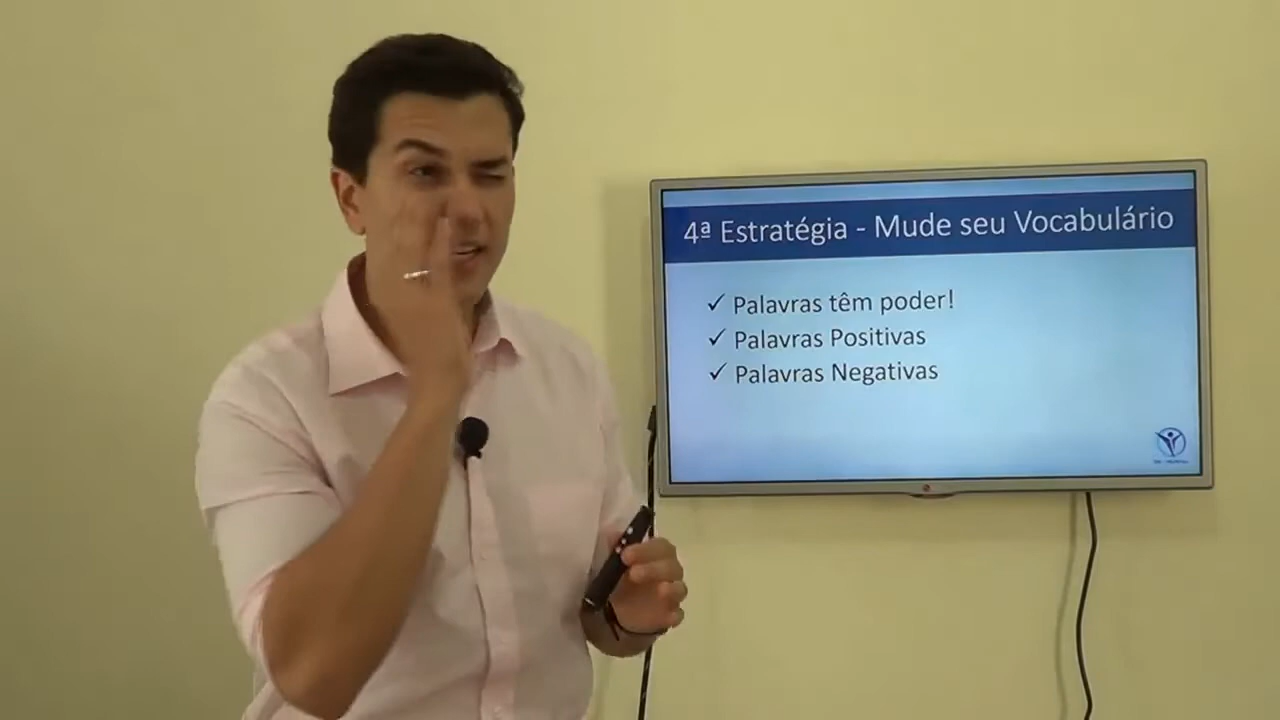 4ª Estratégia - Mude seu Vocabulário
✓ Palavras têm poder!
✓ Palavras Positivas
✓ Palavras Negativas